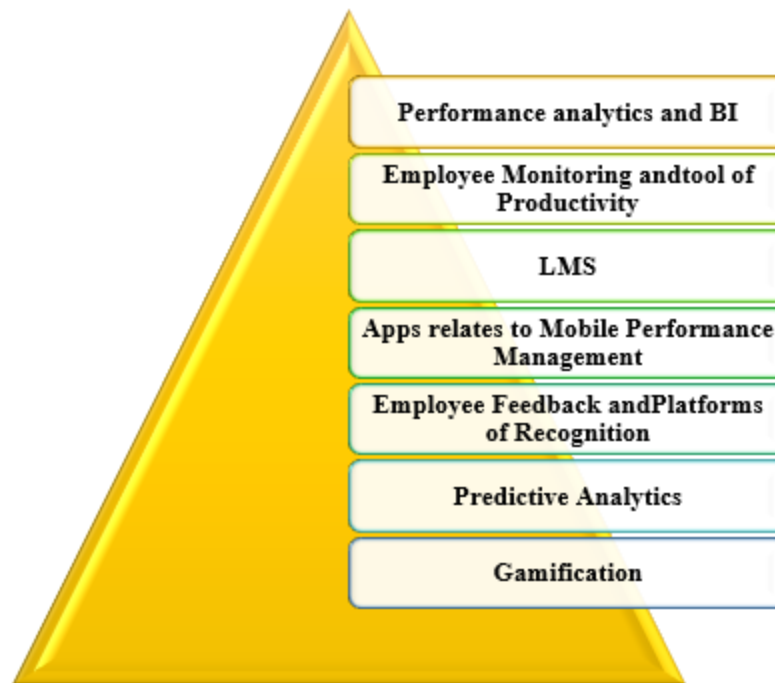 Performance analytics and BI
Employee Monitoring andtool of
Productivity
LMS
Apps relates to Mobile Performance
Management
Employee Feedback andPlatforms
of Recognition
Predictive Analytics
Gamification